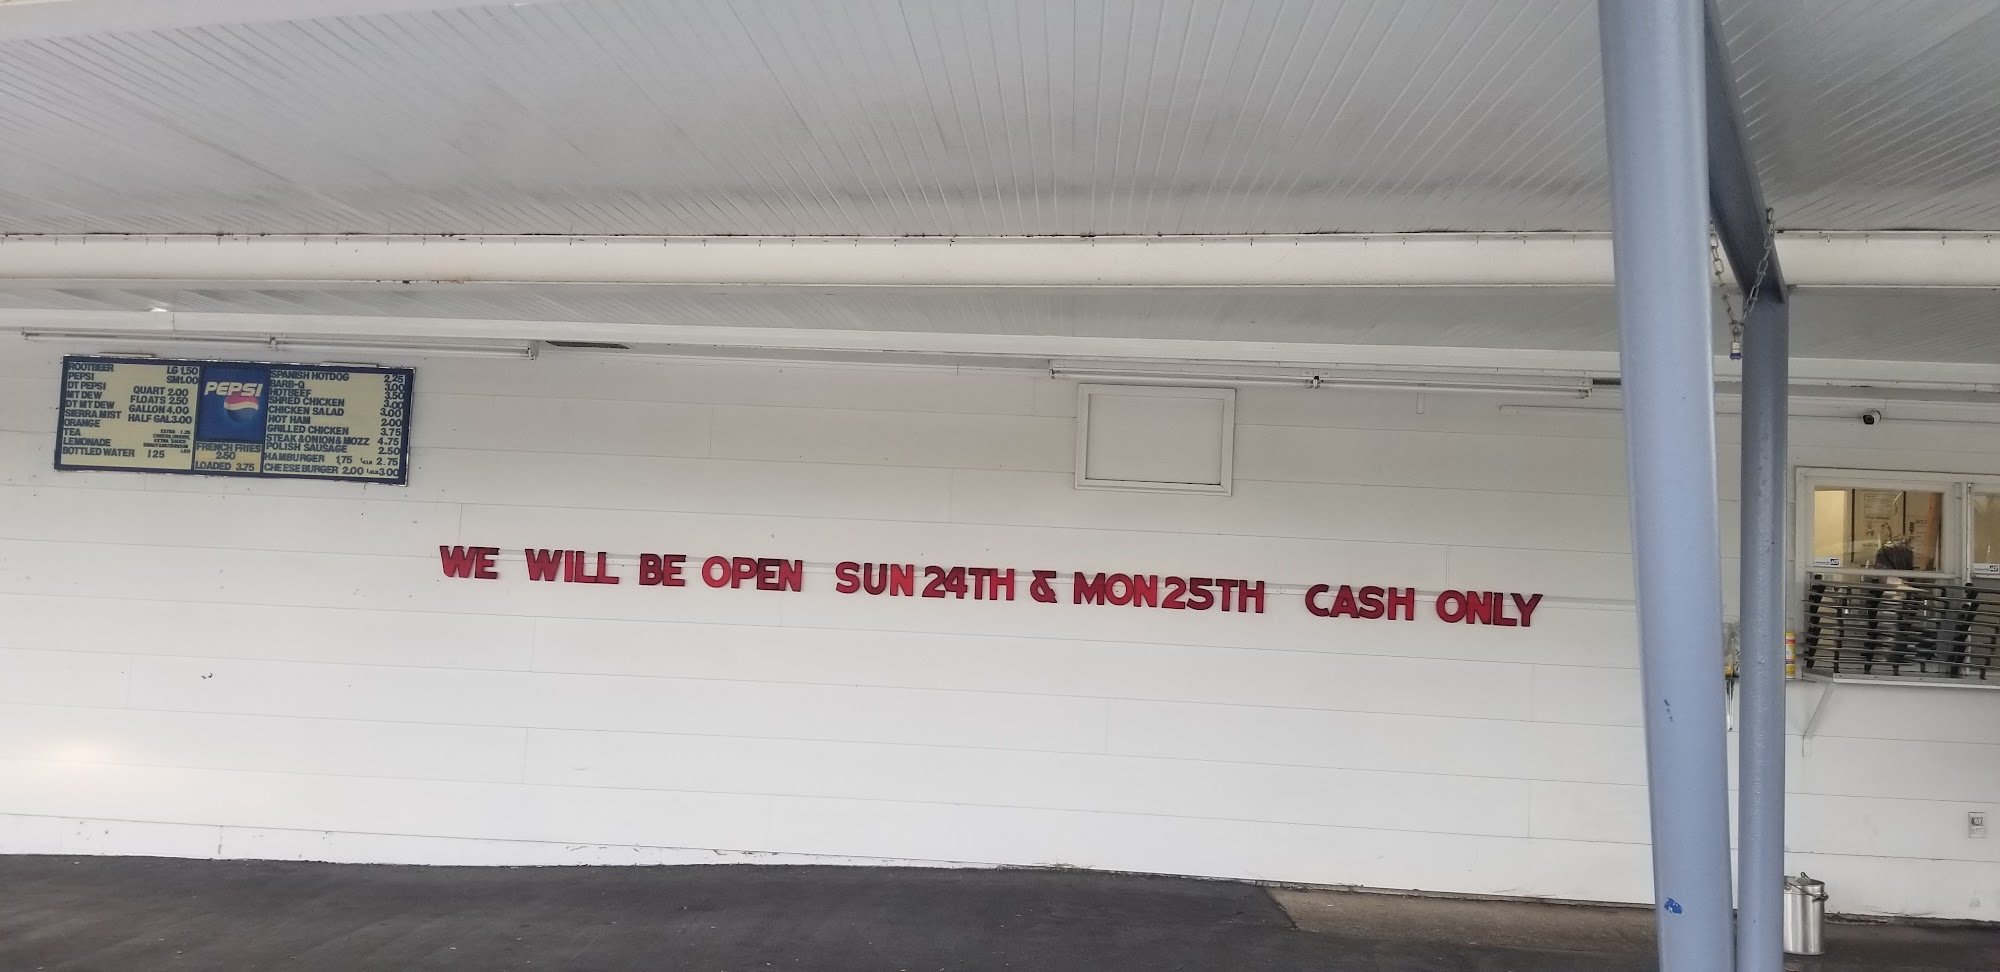 ROOTBEER LG 1.50
PEPSI SM1.00
DT PEPSI
MT DEW QUART 2.00
DT MT DEW FLOATS 2.50
SIERRA MIST GALLON 4.00
ORANGE HALF GAL3.00
TEA
LEMONADE
BOTTLED WATER 1 25
PEPSI
FRENCH FRIES
2.50
LOADED 3.75
SPANISH HOTDOG 2.25
BARB-Q 3.00
HOTBEEF 3.50
SHRED CHICKEN 3.00
CHICKEN SALAD 3.00
HOT HAM 2.00
GRILLED CHICKEN 3.75
STEAK & ONION & MOZZ 4.75
POLISH SAUSAGE 2.50
HAMBURGER 1.75 1/4LB 2.75
CHEESEBURGER 2.00 1/4LB 3.00
WE WILL BE OPEN SUN 24TH & MON 25TH CASH ONLY